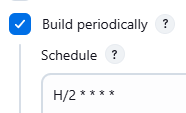 Build periodically ?
Schedule ?
H/2 * * * *